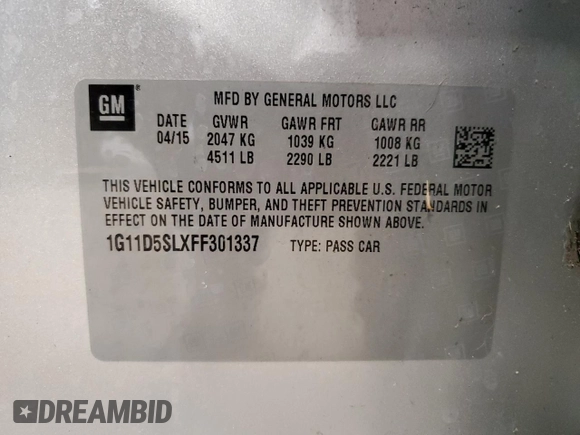 GM
MFD BY GENERAL MOTORS LLC
DATE GVWR GAWR FRT GAWR RR
04/15 2047 KG 1039 KG 1008 KG
4511 LB 2290 LB 2221 LB
THIS VEHICLE CONFORMS TO ALL APPLICABLE U.S. FEDERAL MOTOR
VEHICLE SAFETY, BUMPER, AND THEFT PREVENTION STANDARDS IN
EFFECT ON THE DATE OF MANUFACTURE SHOWN ABOVE.
1G11D5SLXFF301337 TYPE: PASS CAR
DREAMBID